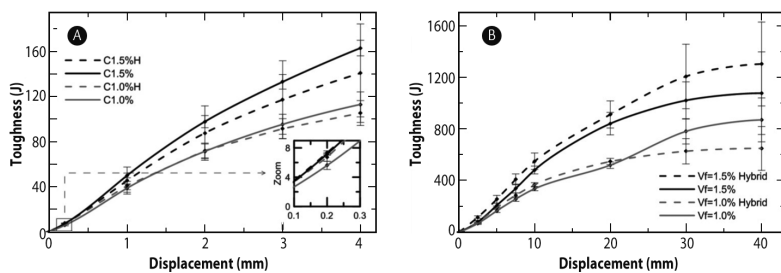 A
C1.5%H
C1.5%
C1.0%H
C1.0%
Toughness (J)
160
120
80
40
0
0
1
2
3
4
Displacement (mm)
Zoom
8
4
0
0.1
0.2
0.3
B
Toughness (J)
1600
1200
800
400
0
0
10
20
30
40
Displacement (mm)
Vf=1.5% Hybrid
Vf=1.5%
Vf=1.0% Hybrid
Vf=1.0%